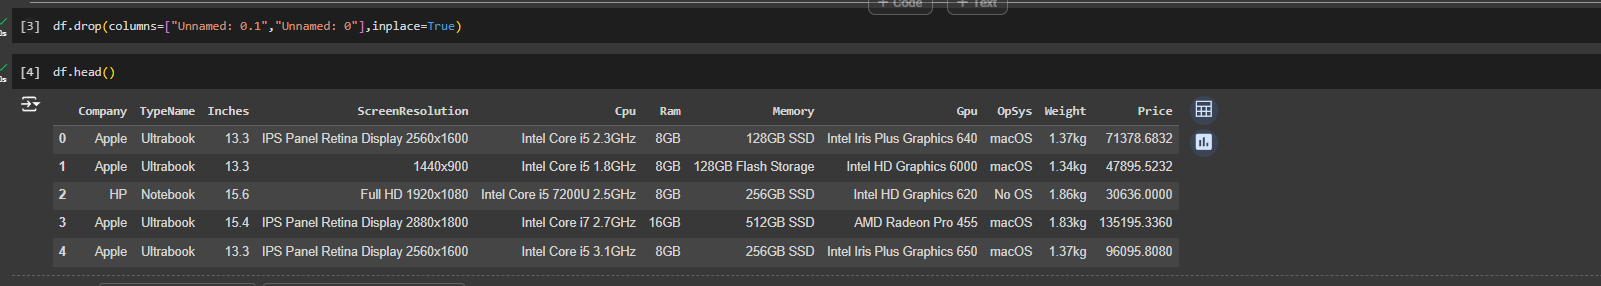 + Code + Text
[3] df.drop(columns=["Unnamed: 0.1","Unnamed: 0"],inplace=True)
0s
[4] df.head()
0s
Company TypeName Inches ScreenResolution Cpu Ram Memory Gpu OpSys Weight Price
0 Apple Ultrabook 13.3 IPS Panel Retina Display 2560x1600 Intel Core i5 2.3GHz 8GB 128GB SSD Intel Iris Plus Graphics 640 macOS 1.37kg 71378.6832
1 Apple Ultrabook 13.3 1440x900 Intel Core i5 1.8GHz 8GB 128GB Flash Storage Intel HD Graphics 6000 macOS 1.34kg 47895.5232
2 HP Notebook 15.6 Full HD 1920x1080 Intel Core i5 7200U 2.5GHz 8GB 256GB SSD Intel HD Graphics 620 No OS 1.86kg 30636.0000
3 Apple Ultrabook 15.4 IPS Panel Retina Display 2880x1800 Intel Core i7 2.7GHz 16GB 512GB SSD AMD Radeon Pro 455 macOS 1.83kg 135195.3360
4 Apple Ultrabook 13.3 IPS Panel Retina Display 2560x1600 Intel Core i5 3.1GHz 8GB 256GB SSD Intel Iris Plus Graphics 650 macOS 1.37kg 96095.8080